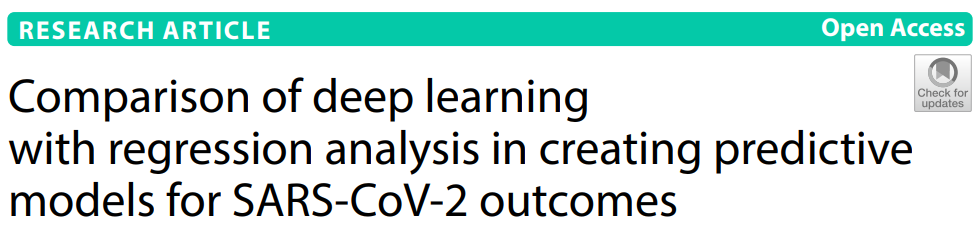 RESEARCH ARTICLE
Open Access
Check for
updates
Comparison of deep learning
with regression analysis in creating predictive
models for SARS-CoV-2 outcomes